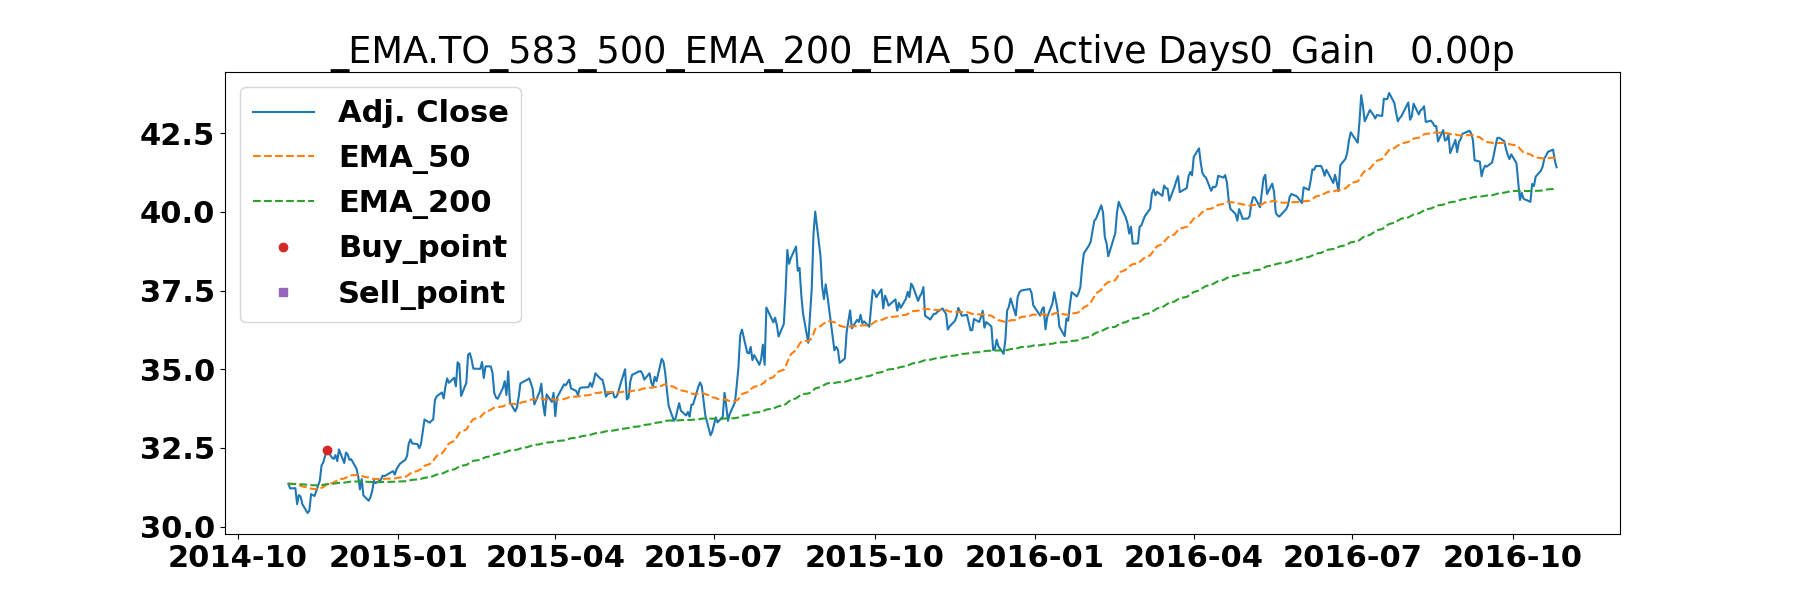 _EMA.TO_583_500_EMA_200_EMA_50_Active Days0_Gain   0.00p
Adj. Close
EMA_50
EMA_200
Buy_point
Sell_point
42.5
40.0
37.5
35.0
32.5
30.0
2014-10 2015-01 2015-04 2015-07 2015-10 2016-01 2016-04 2016-07 2016-10